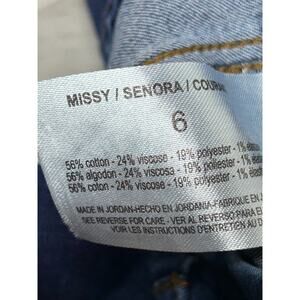 MISSY / SENORA /
6
56% cotton - 24% viscose - 19% polyester - 1%
56% algodon - 24% viscosa - 19% poliester - 1%
56% coton - 24% viscose - 19% polyester - 1%
MADE IN JORDAN-HECHO EN JORDANIA-FABRIQUE EN
SEE REVERSE FOR CARE - VER AL REVERSO PARA EL
VOIR LES INSTRUCTIONS D'ENTRETIEN AU